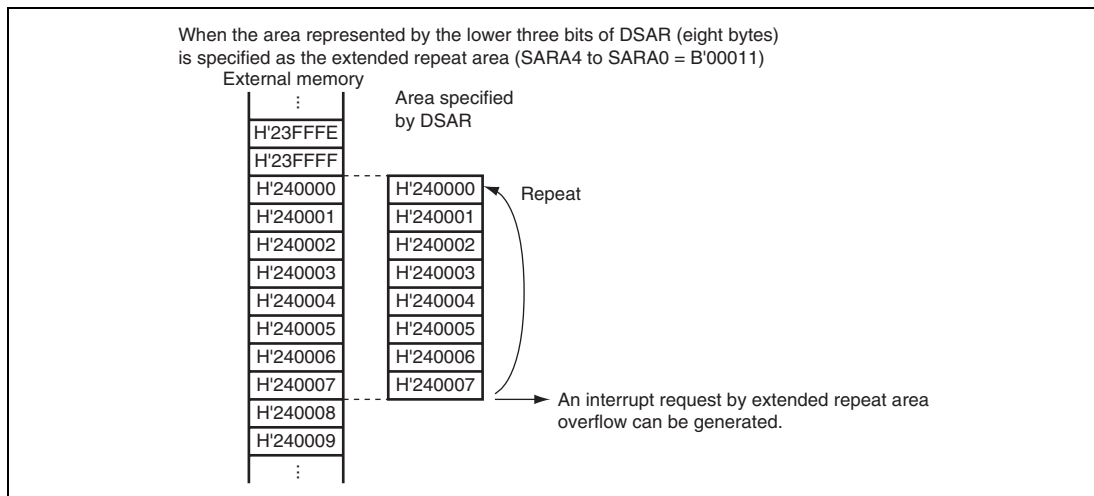 When the area represented by the lower three bits of DSAR (eight bytes)
is specified as the extended repeat area (SARA4 to SARA0 = B'00011)
External memory
⋮
H'23FFFE
H'23FFFF
H'240000
H'240001
H'240002
H'240003
H'240004
H'240005
H'240006
H'240007
H'240008
H'240009
⋮
Area specified
by DSAR
H'240000
H'240001
H'240002
H'240003
H'240004
H'240005
H'240006
H'240007
Repeat
An interrupt request by extended repeat area
overflow can be generated.